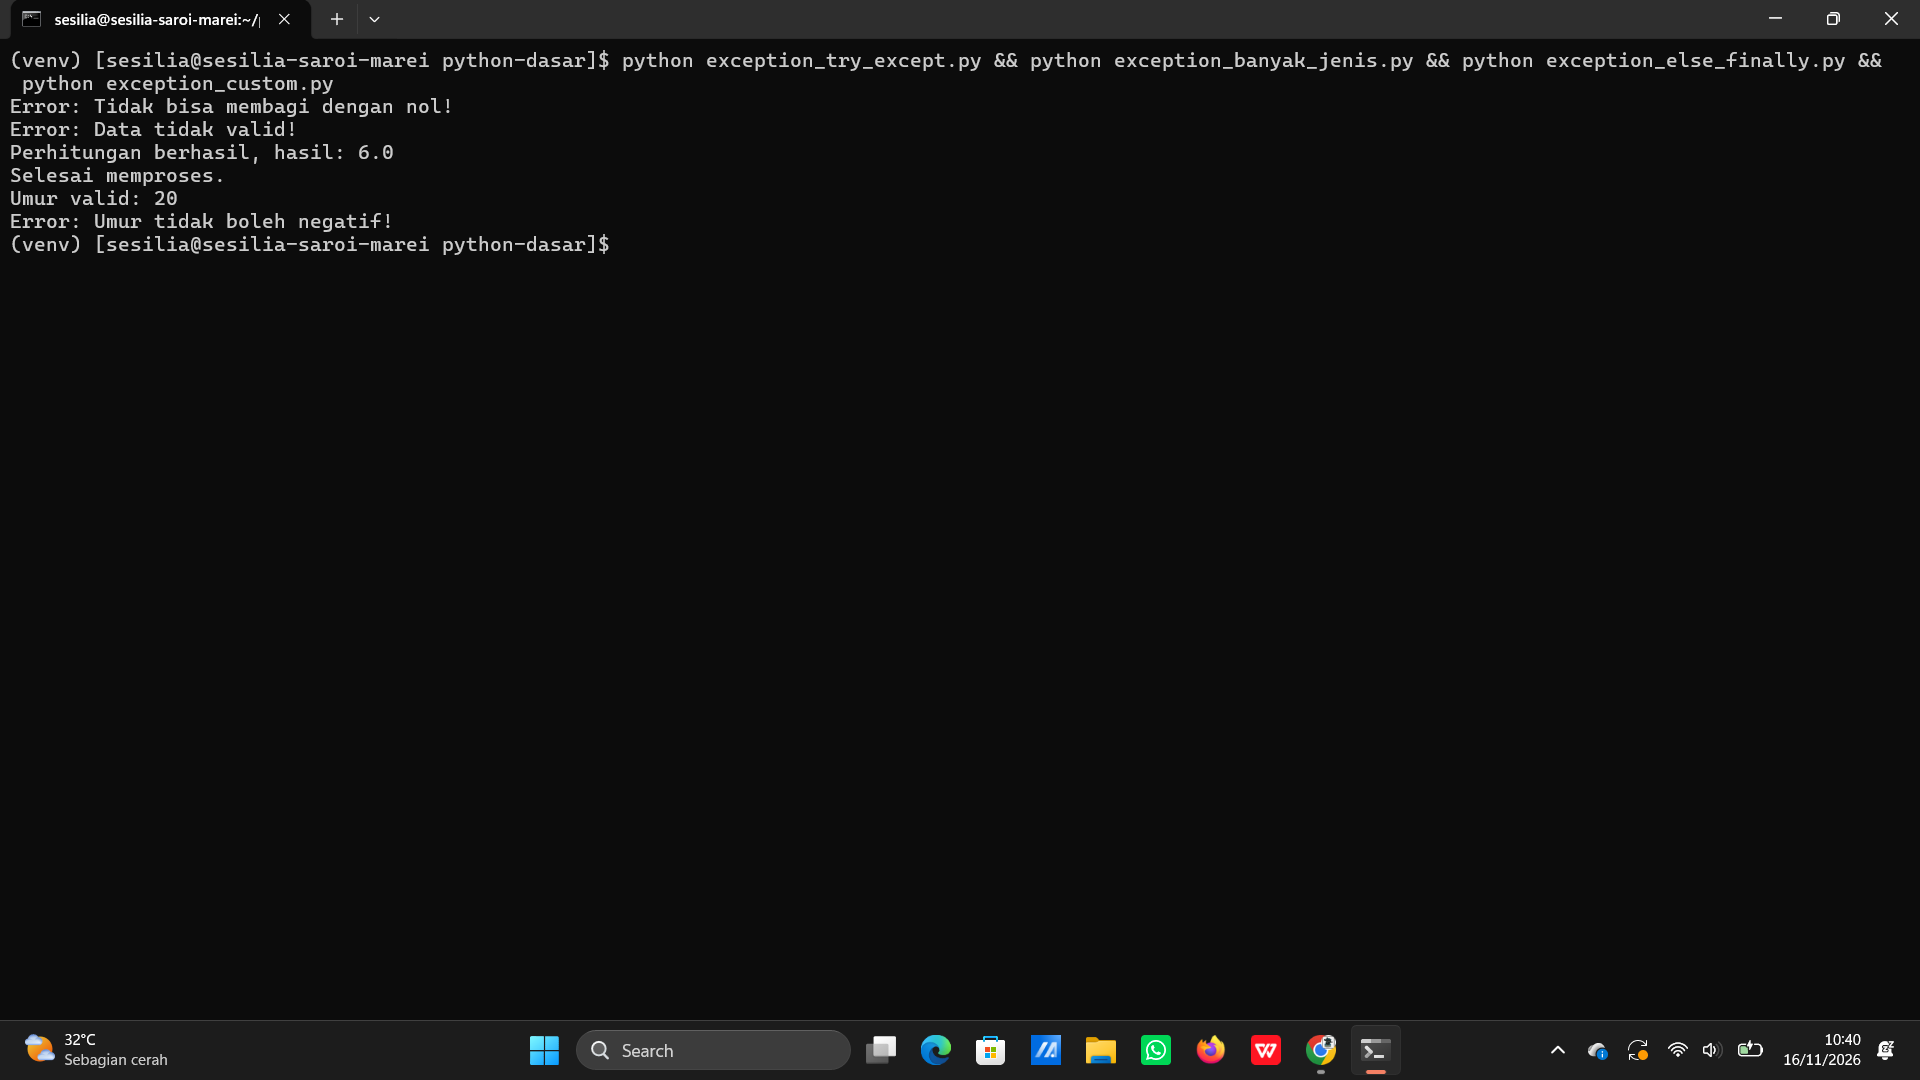 sesilia@sesilia-saroi-marei:~/
(venv) [sesilia@sesilia-saroi-marei python-dasar]$ python exception_try_except.py && python exception_banyak_jenis.py && python exception_else_finally.py &&
python exception_custom.py
Error: Tidak bisa membagi dengan nol!
Error: Data tidak valid!
Perhitungan berhasil, hasil: 6.0
Selesai memproses.
Umur valid: 20
Error: Umur tidak boleh negatif!
(venv) [sesilia@sesilia-saroi-marei python-dasar]$
32°C
Sebagian cerah
Search
10:40
16/11/2026